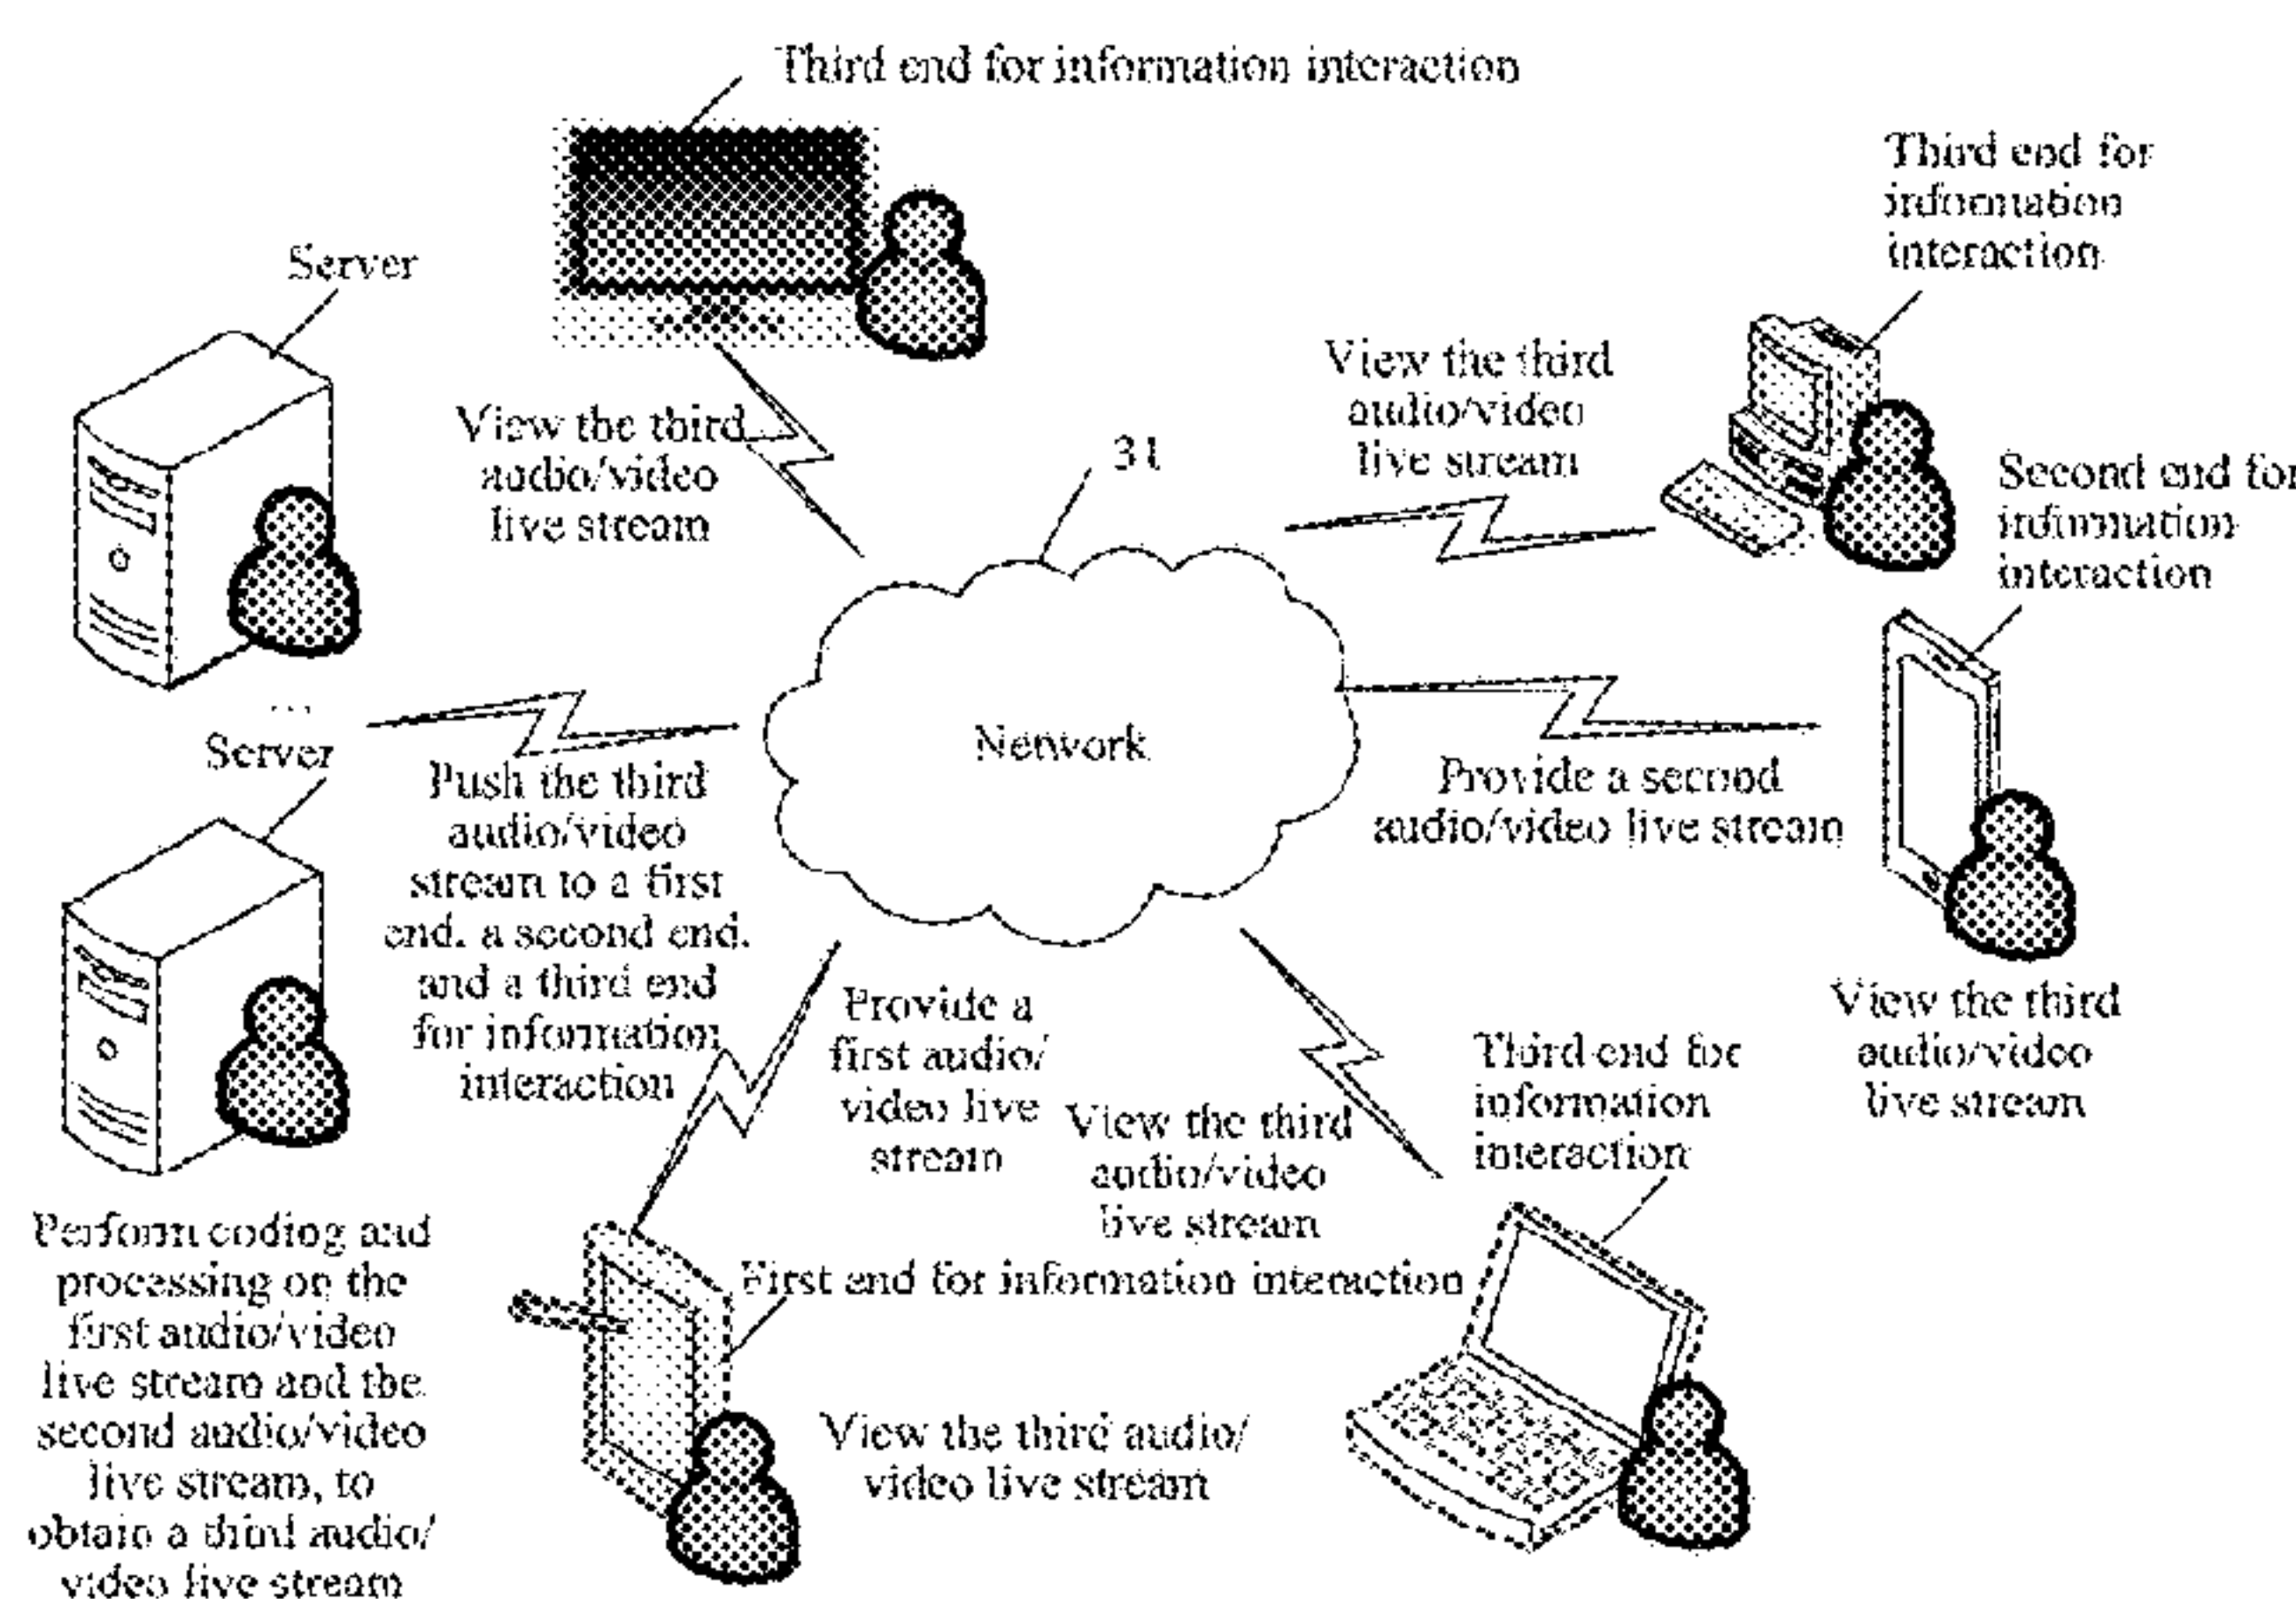 Third end for information interaction
Server
View the third
audio/video
live stream
31
View the third
audio/video
live stream
Third end for
information
interaction
Second end for
information
interaction
...
Server
Push the third
audio/video
stream to a first
end, a second end,
and a third end
for information
interaction
Network
Provide a second
audio/video live stream
View the third
audio/video
live stream
Provide a
first audio/
video live
stream
View the third
audio/video
live stream
Third end for
information
interaction
Perform coding and
processing on the
first audio/video
live stream and the
second audio/video
live stream, to
obtain a third audio/
video live stream
First end for information interaction
View the third audio/
video live stream